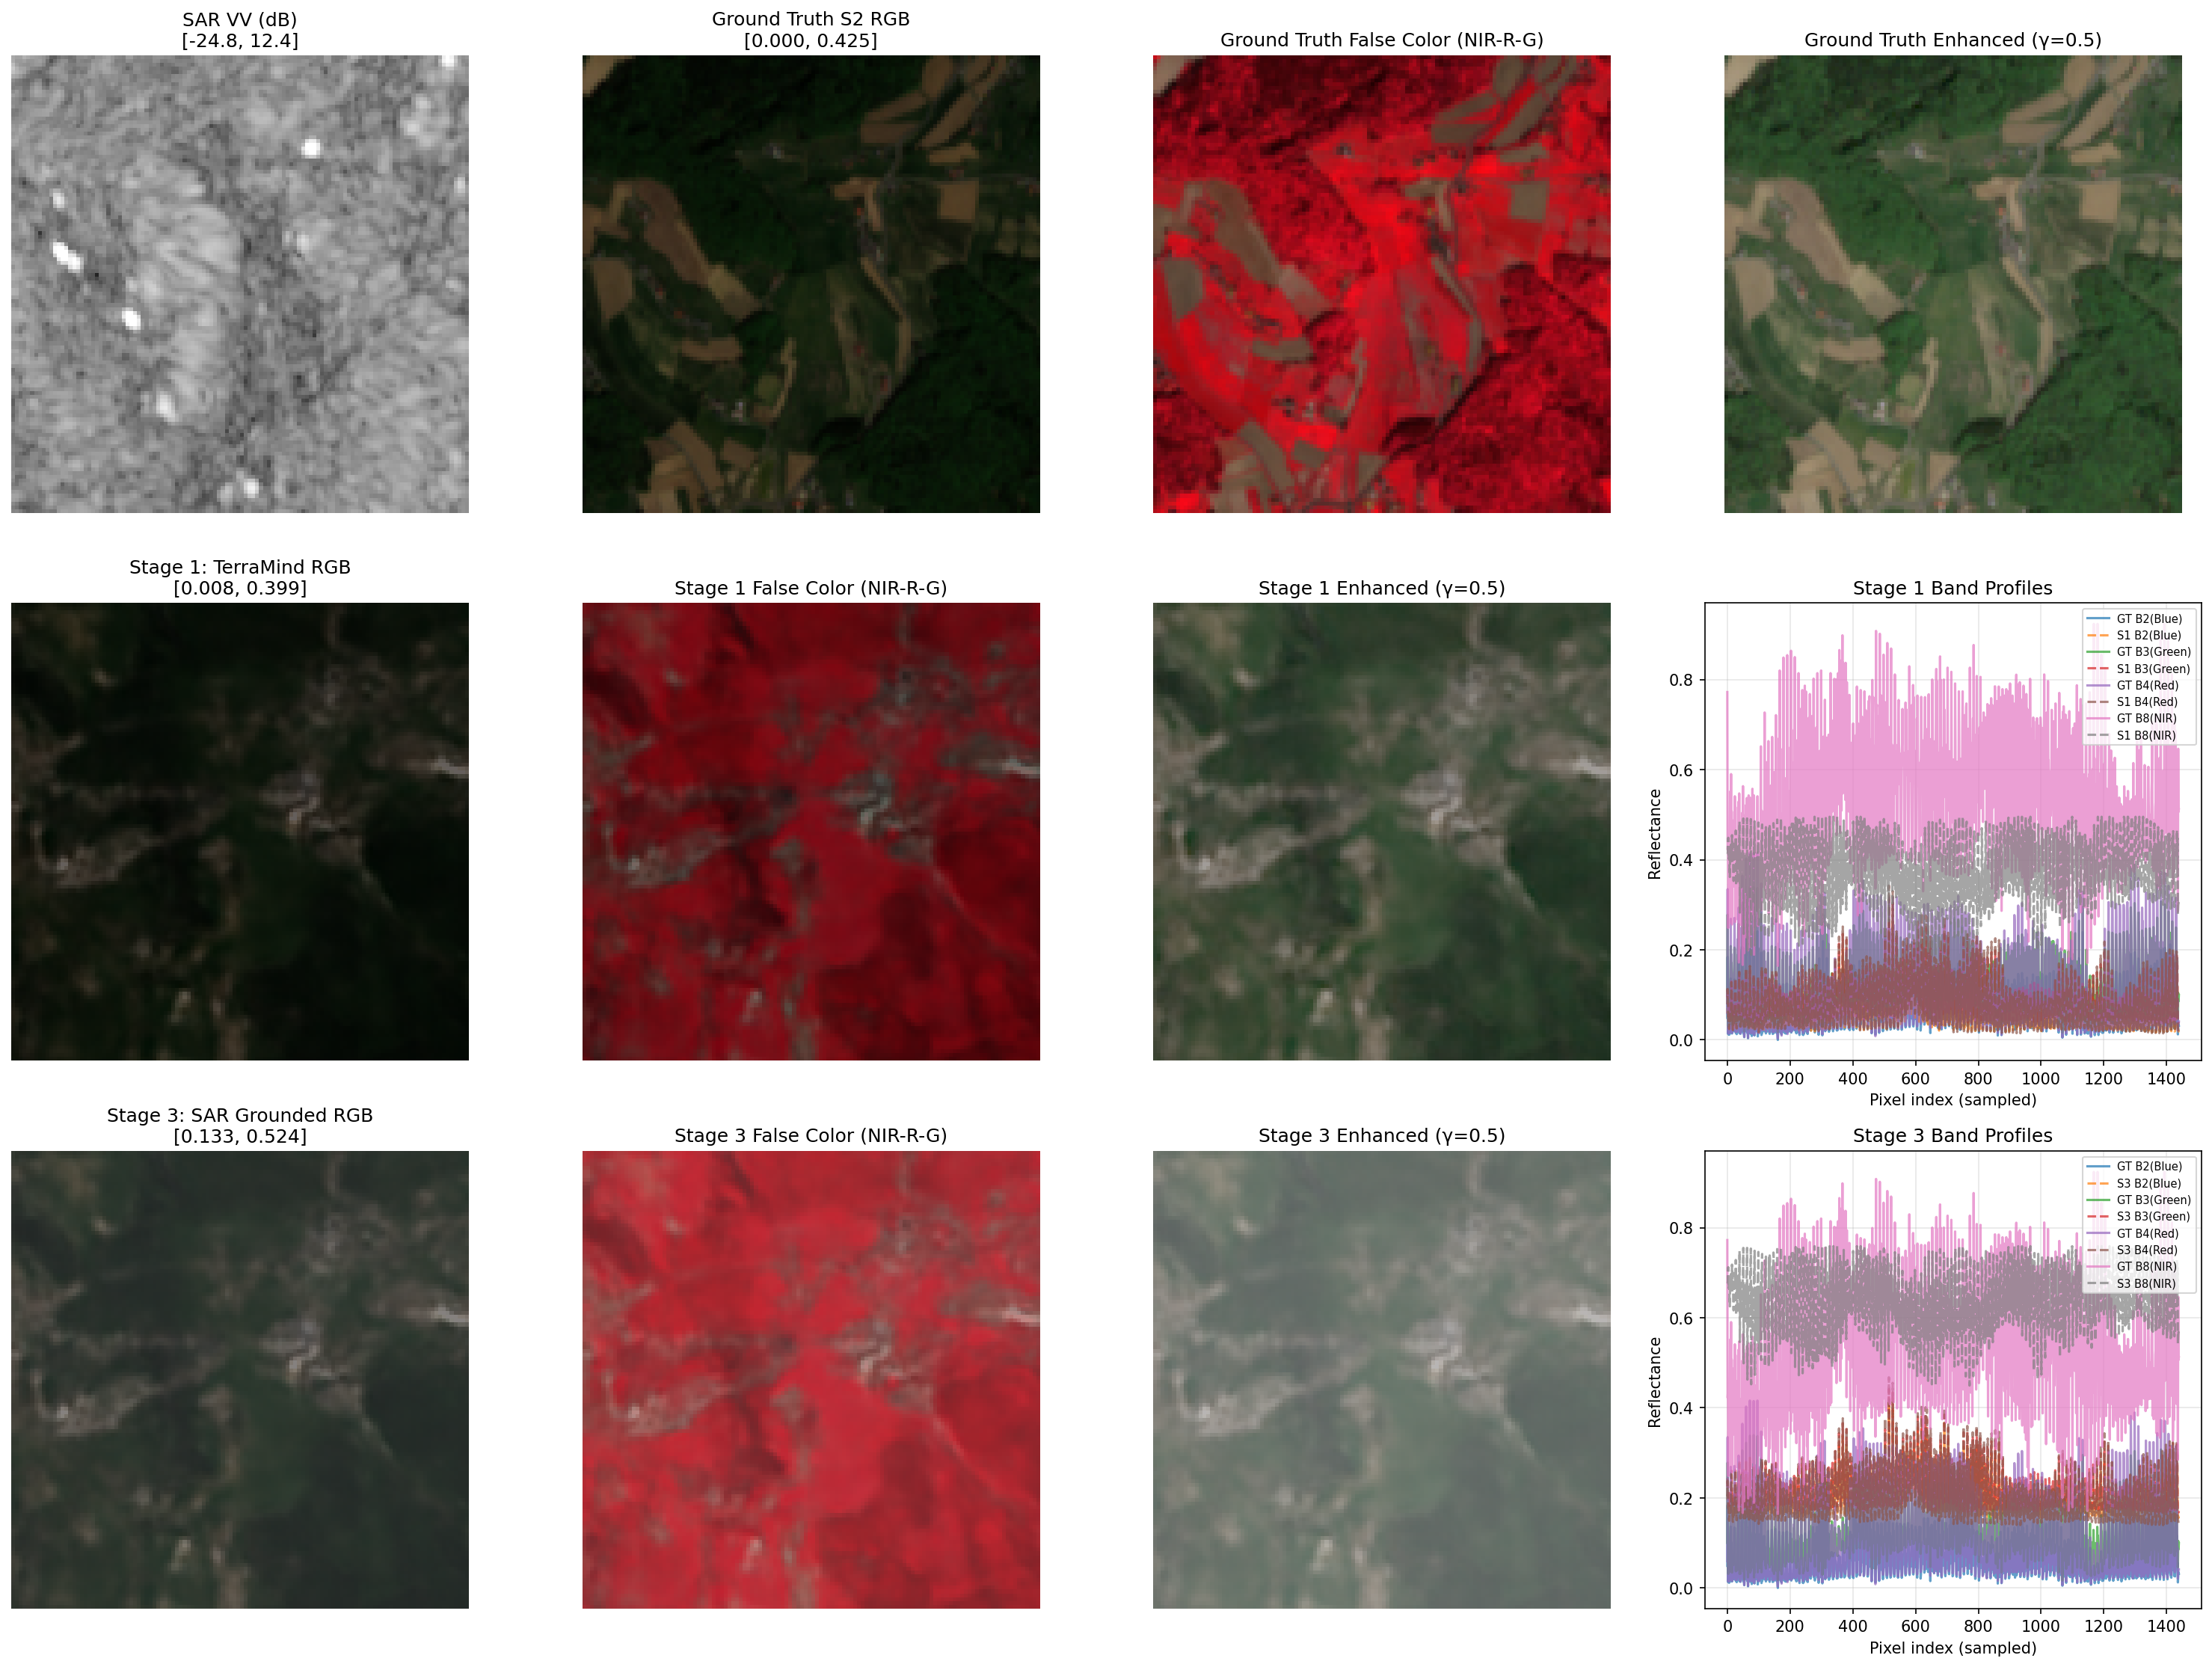 SAR VV (dB)
[-24.8, 12.4]
Ground Truth S2 RGB
[0.000, 0.425]
Ground Truth False Color (NIR-R-G)
Ground Truth Enhanced (γ=0.5)
Stage 1: TerraMind RGB
[0.008, 0.399]
Stage 1 False Color (NIR-R-G)
Stage 1 Enhanced (γ=0.5)
Stage 1 Band Profiles
GT B2(Blue)
S1 B2(Blue)
GT B3(Green)
S1 B3(Green)
GT B4(Red)
S1 B4(Red)
GT B8(NIR)
S1 B8(NIR)
Reflectance
0.8
0.6
0.4
0.2
0.0
0 200 400 600 800 1000 1200 1400
Pixel index (sampled)
Stage 3: SAR Grounded RGB
[0.133, 0.524]
Stage 3 False Color (NIR-R-G)
Stage 3 Enhanced (γ=0.5)
Stage 3 Band Profiles
GT B2(Blue)
S3 B2(Blue)
GT B3(Green)
S3 B3(Green)
GT B4(Red)
S3 B4(Red)
GT B8(NIR)
S3 B8(NIR)
Reflectance
0.8
0.6
0.4
0.2
0.0
0 200 400 600 800 1000 1200 1400
Pixel index (sampled)